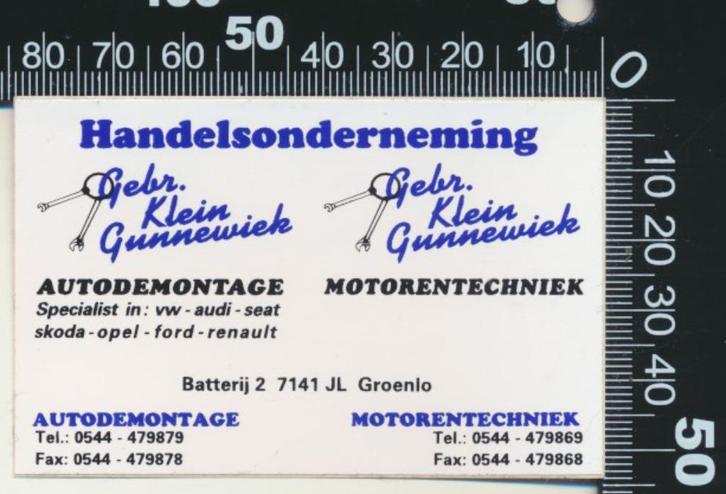 80 70 60 50 40 30 20 10 0
Handelsonderneming
Gebr.
Klein
Gunnewiek
Gebr.
Klein
Gunnewiek
AUTODEMONTAGE
Specialist in: vw - audi - seat
skoda - opel - ford - renault
MOTORENTECHNIEK
Batterij 2 7141 JL Groenlo
AUTODEMONTAGE
Tel.: 0544 - 479879
Fax: 0544 - 479878
MOTORENTECHNIEK
Tel.: 0544 - 479869
Fax: 0544 - 479868
10 20 30 40 50